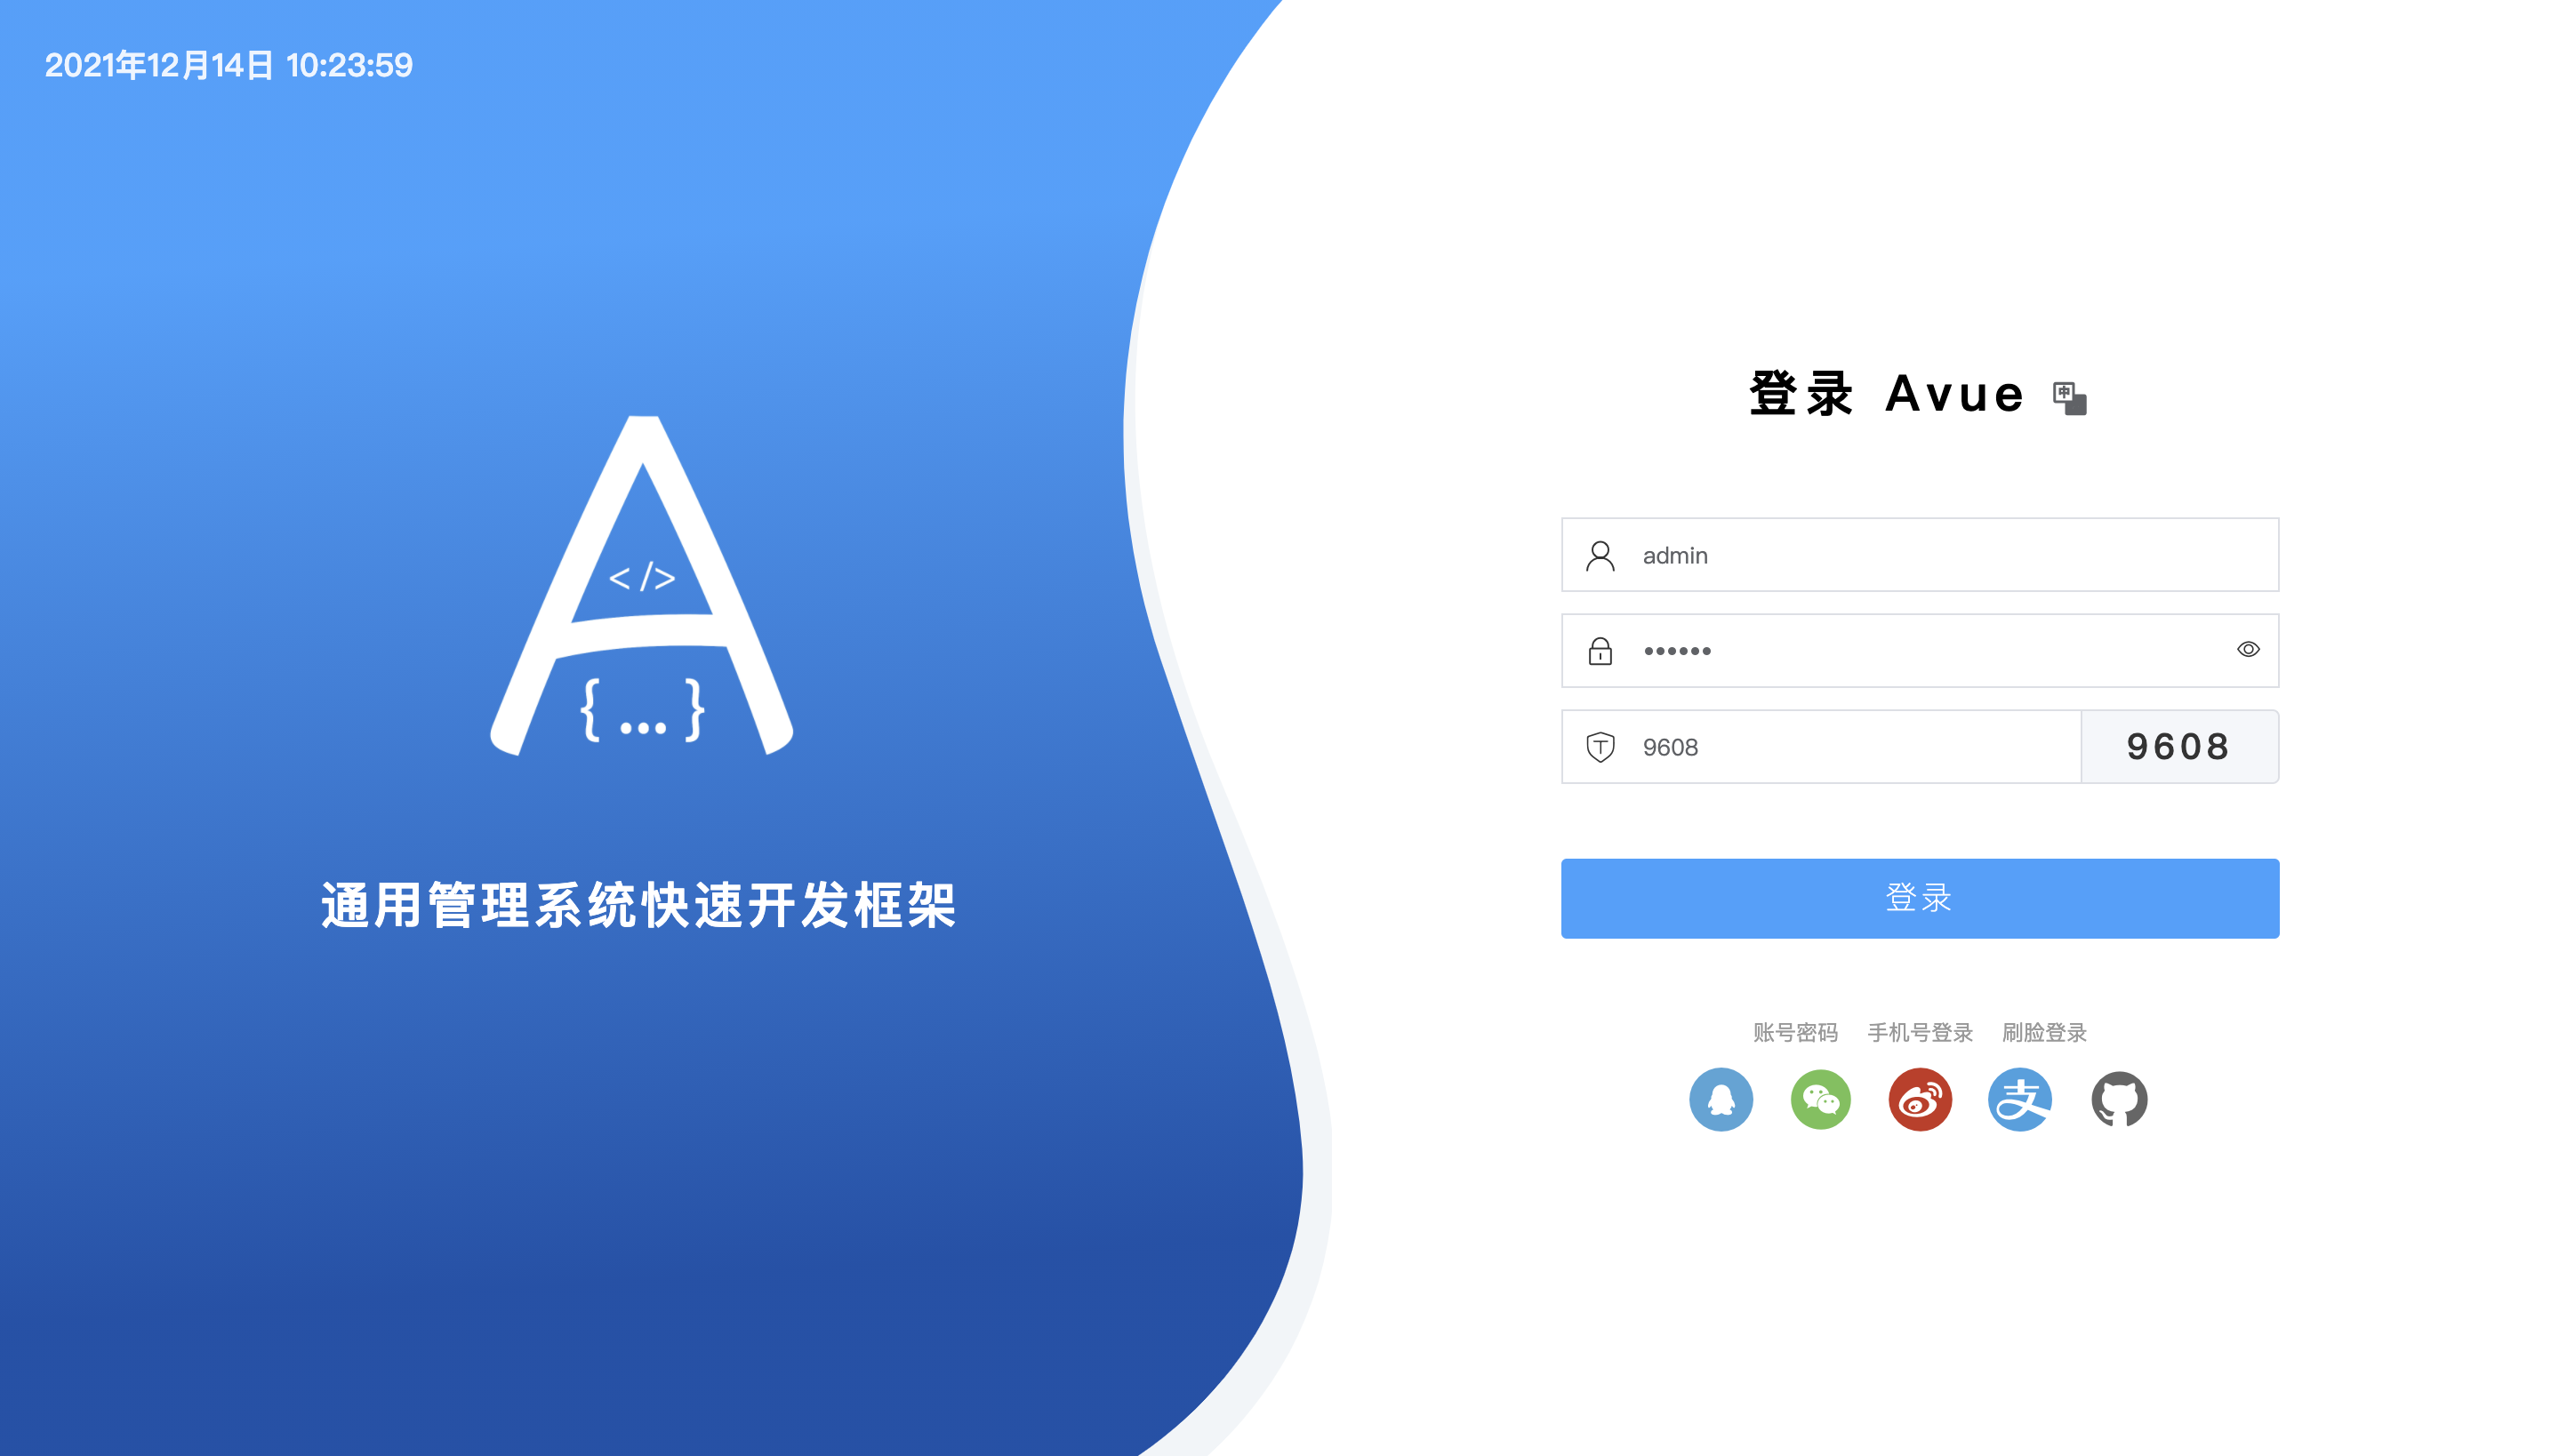 2021年12月14日 10:23:59
</>
{...}
通用管理系统快速开发框架
登录 Avue
中
admin
••••••
9608 9608
登录
账号密码 手机号登录 刷脸登录
支